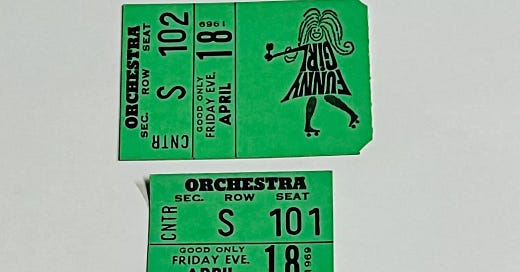 ORCHESTRA
SEC. ROW SEAT
CNTR S 102
GOOD ONLY
FRIDAY EVE.
APRIL 18 1969
FUNNY
GIRL
ORCHESTRA
SEC. ROW SEAT
CNTR S 101
GOOD ONLY
FRIDAY EVE.
APRIL 18 1969